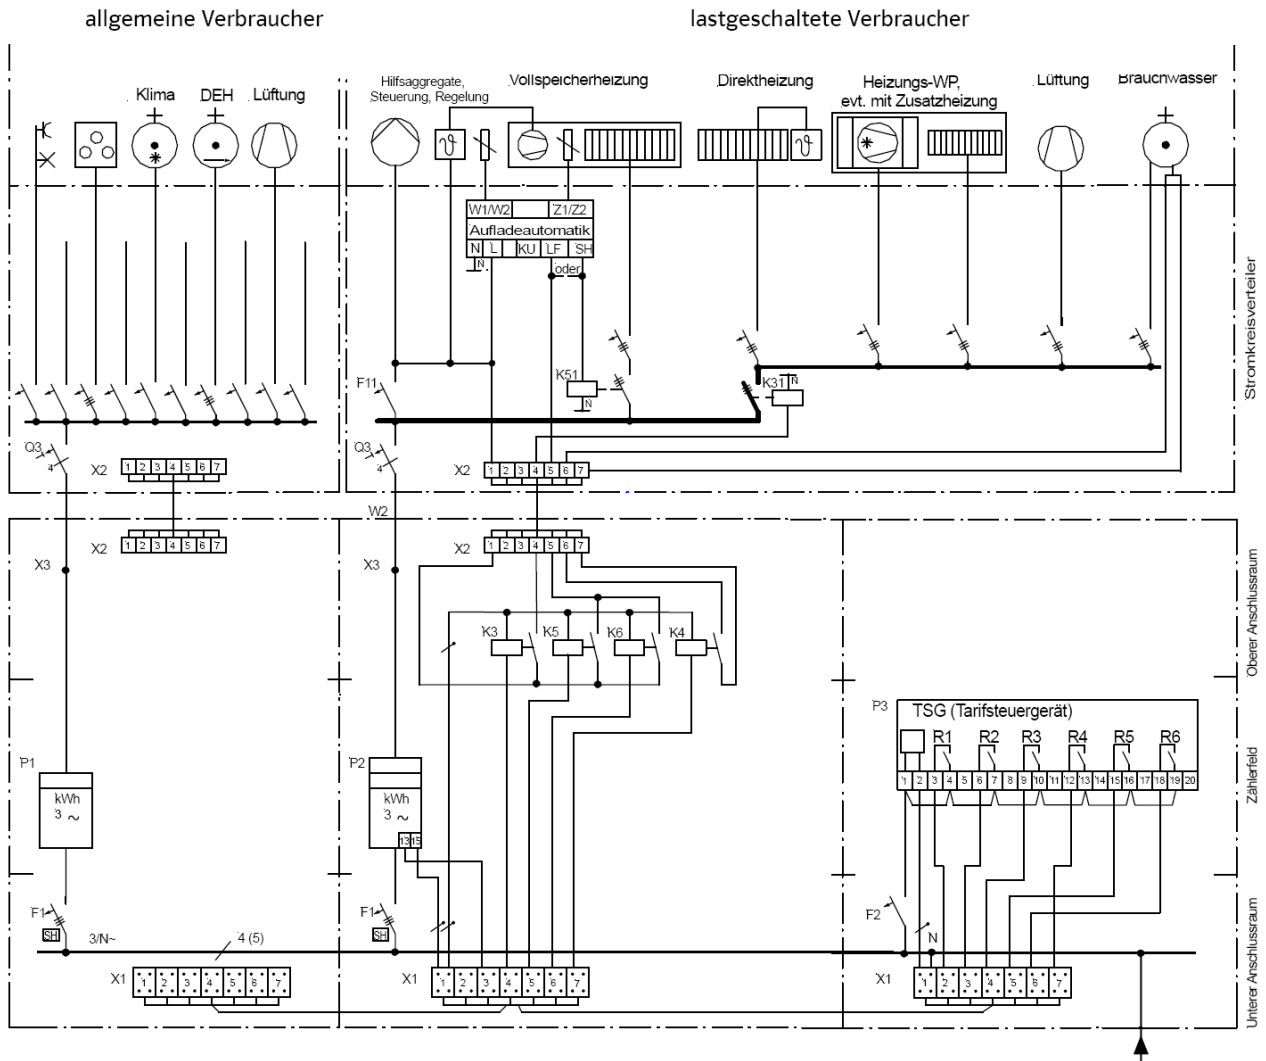 allgemeine Verbraucher
lastgeschaltete Verbraucher
Klima
DEH
Lüftung
Hilfsaggregate,
Steuerung, Regelung
Vollspeicherheizung
Direktheizung
Heizungs-WP,
evt. mit Zusatzheizung
Lüftung
Brauchwasser
W1/W2
Z1/Z2
Aufladeautomatik
N L KU LF SH
N
oder
F11
K51
N
K31
N
Stromkreisverteiler
Q3
4
X2
1 2 3 4 5 6 7
Q3
4
X2
1 2 3 4 5 6 7
W2
X2
1 2 3 4 5 6 7
X2
1 2 3 4 5 6 7
X3
X3
K3
K5
K6
K4
Oberer Anschlussraum
P1
kWh
3 ~
P2
kWh
3 ~
13 15
P3
TSG (Tarifsteuergerät)
R1 R2 R3 R4 R5 R6
1 2 3 4 5 6 7 8 9 10 11 12 13 14 15 16 17 18 19 20
Zählerfeld
F1
SH
3/N~
4 (5)
F1
SH
F2
N
X1
1 2 3 4 5 6 7
X1
1 2 3 4 5 6 7
X1
1 2 3 4 5 6 7
Unterer Anschlussraum